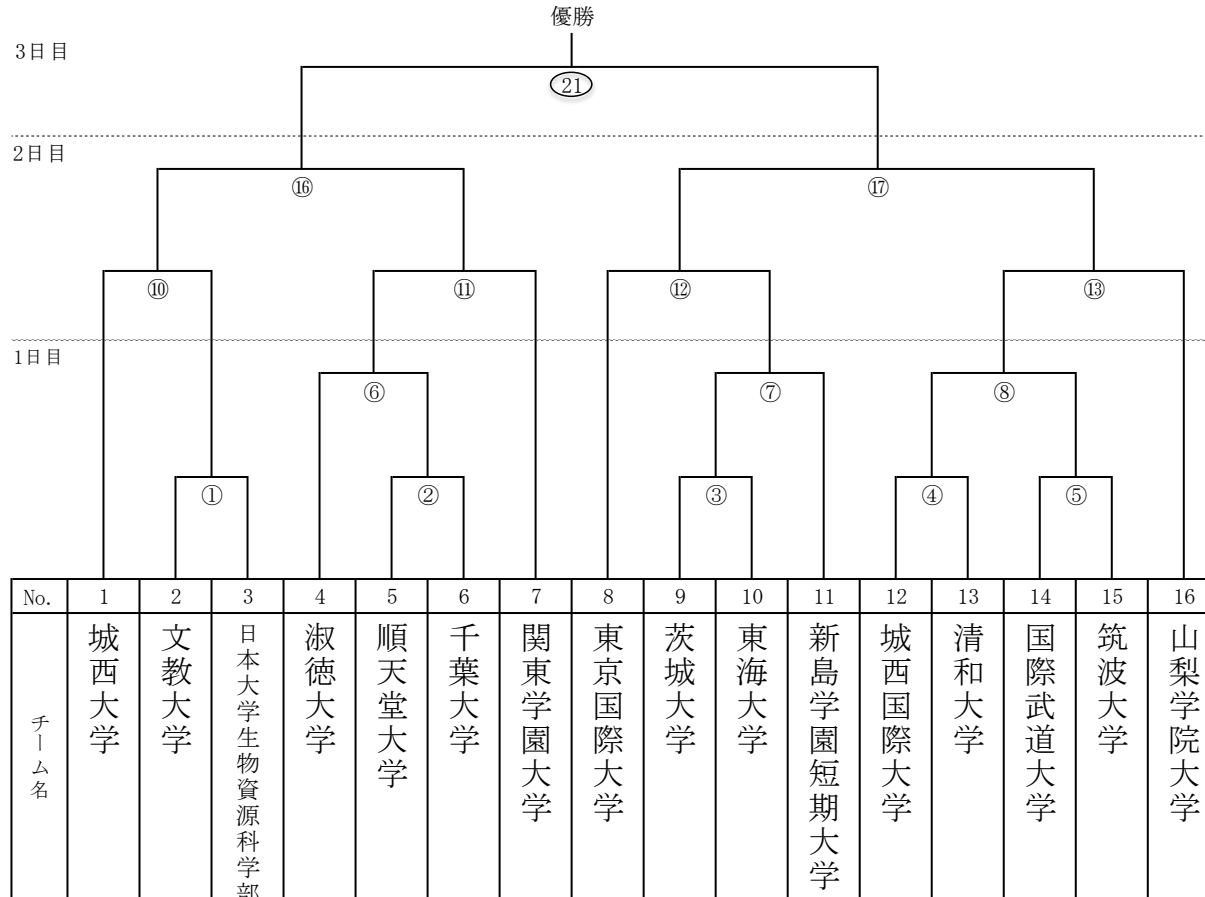 優勝
3日目
21
2日目
⑯
⑰
⑩
⑪
⑫
⑬
1日目
⑥
⑦
⑧
①
②
③
④
⑤
No. 1 2 3 4 5 6 7 8 9 10 11 12 13 14 15 16
チーム名
城西大学
文教大学
日本大学生物資源科学部
淑徳大学
順天堂大学
千葉大学
関東学園大学
東京国際大学
茨城大学
東海大学
新島学園短期大学
城西国際大学
清和大学
国際武道大学
筑波大学
山梨学院大学